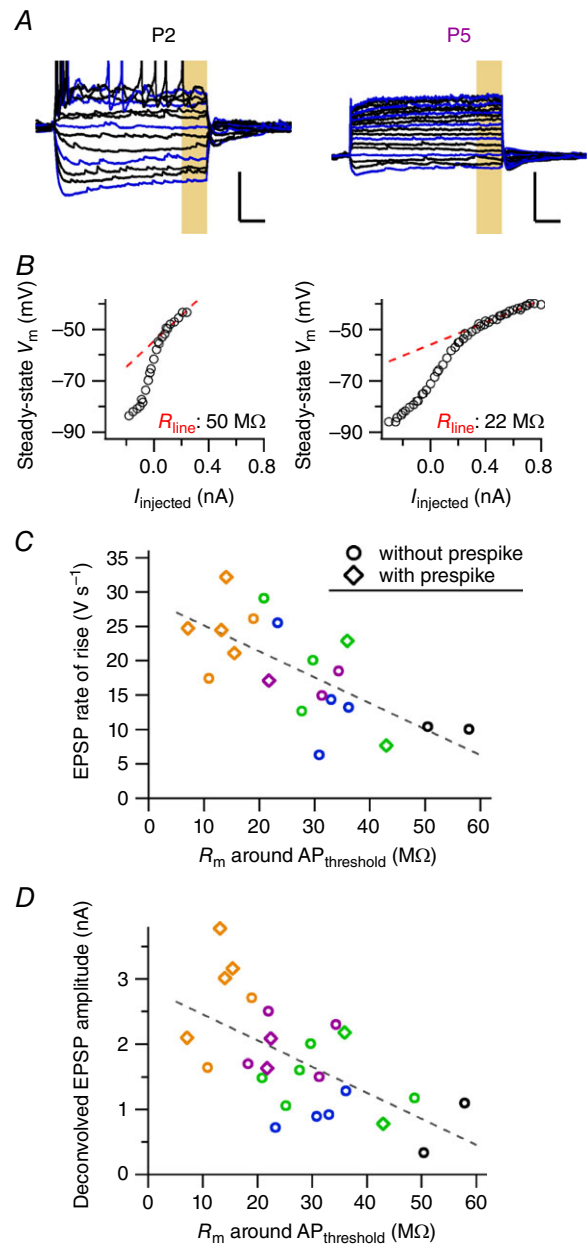 A
P2
P5
B
Steady-state Vm (mV)
−50
−70
−90
Rline: 50 MΩ
0.0
0.4
0.8
Iinjected (nA)
Steady-state Vm (mV)
−50
−70
−90
Rline: 22 MΩ
0.0
0.4
0.8
Iinjected (nA)
C
without prespike
with prespike
EPSP rate of rise (V s⁻¹)
35
30
25
20
15
10
5
0
0 10 20 30 40 50 60
Rm around APthreshold (MΩ)
D
Deconvolved EPSP amplitude (nA)
3
2
1
0
0 10 20 30 40 50 60
Rm around APthreshold (MΩ)